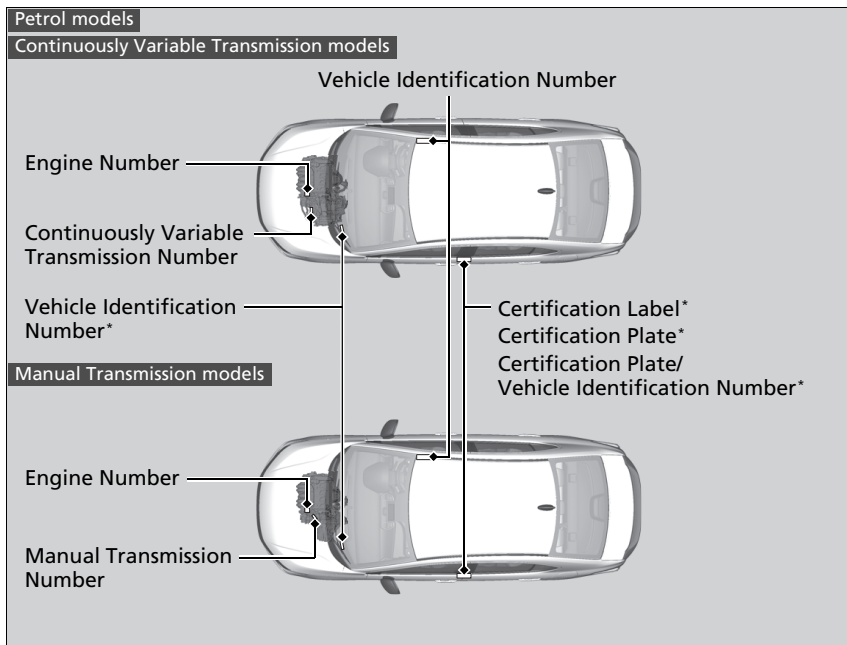 Petrol models
Continuously Variable Transmission models
Vehicle Identification Number
Engine Number
Continuously Variable
Transmission Number
Vehicle Identification
Number*
Certification Label*
Certification Plate*
Certification Plate/
Vehicle Identification Number*
Manual Transmission models
Engine Number
Manual Transmission
Number